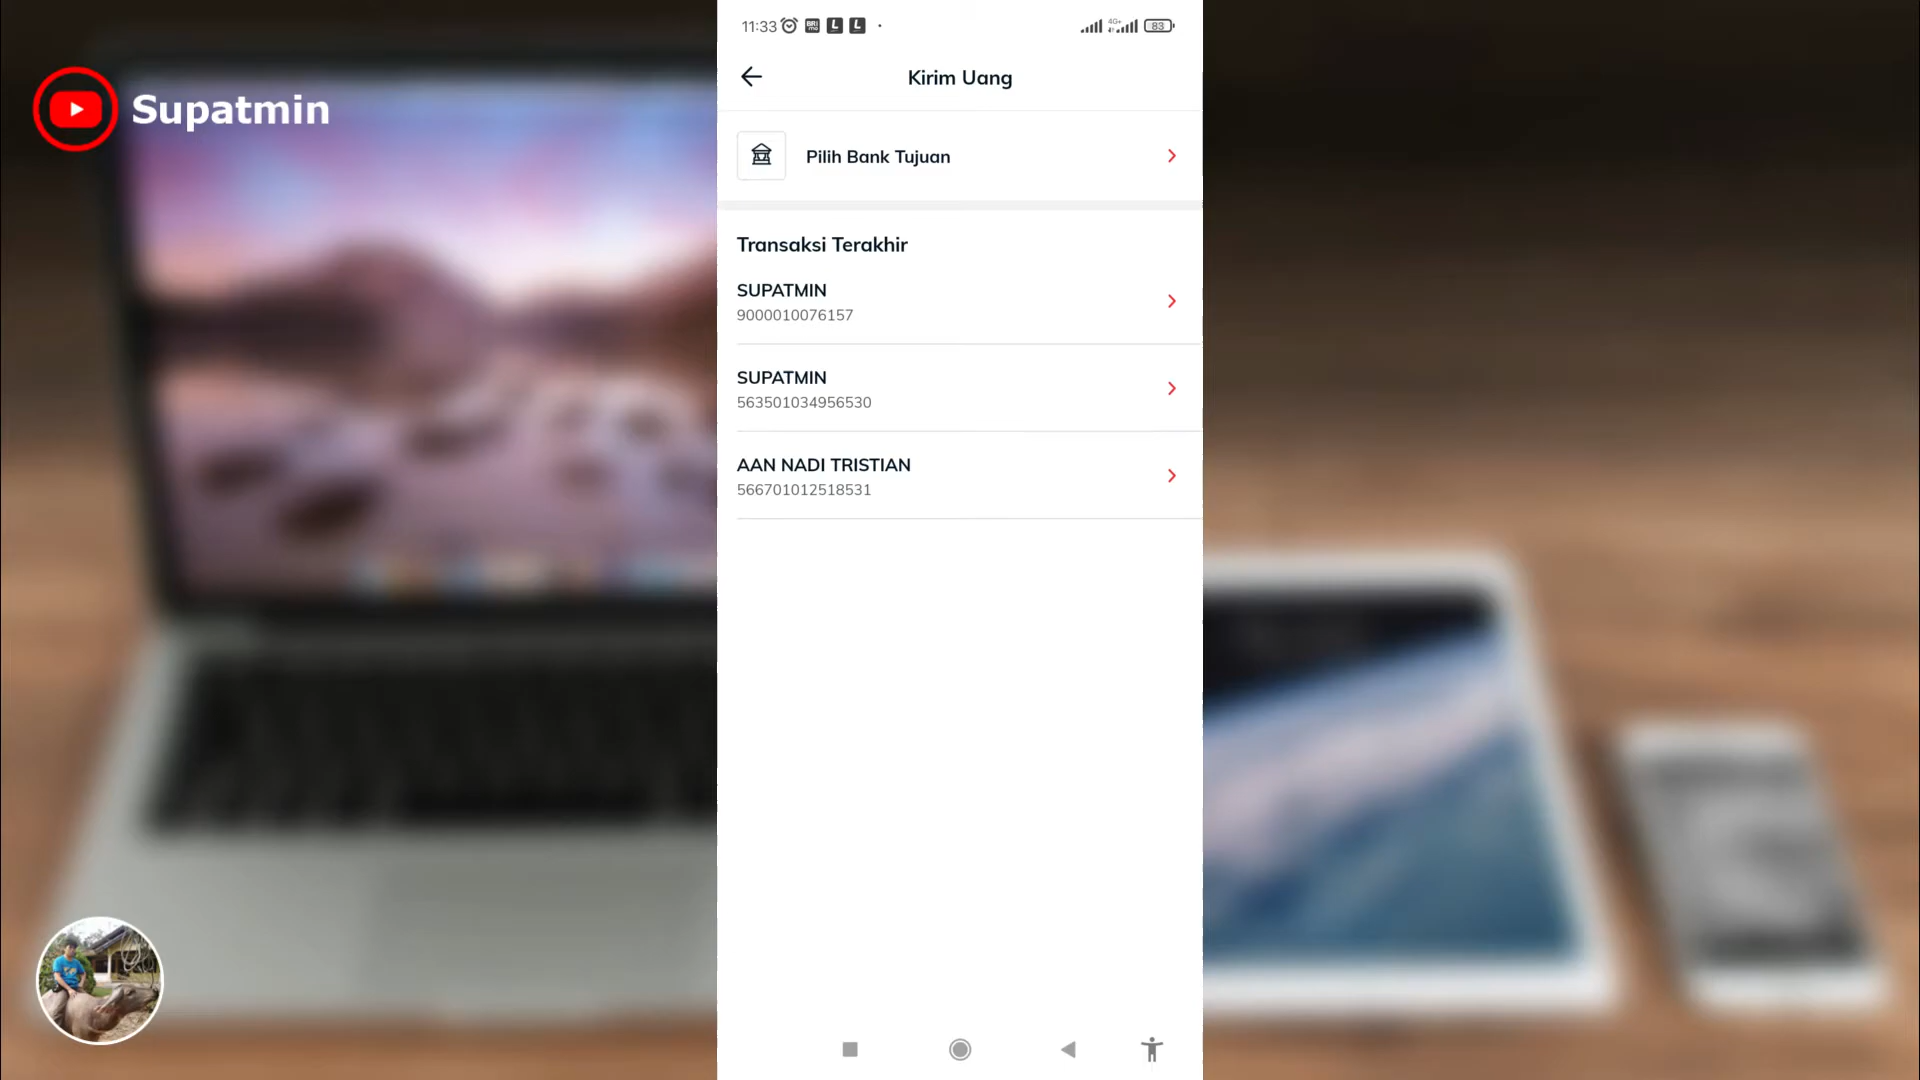 Supatmin
11:33
83
Kirim Uang
Pilih Bank Tujuan
Transaksi Terakhir
SUPATMIN
9000010076157
SUPATMIN
563501034956530
AAN NADI TRISTIAN
566701012518531